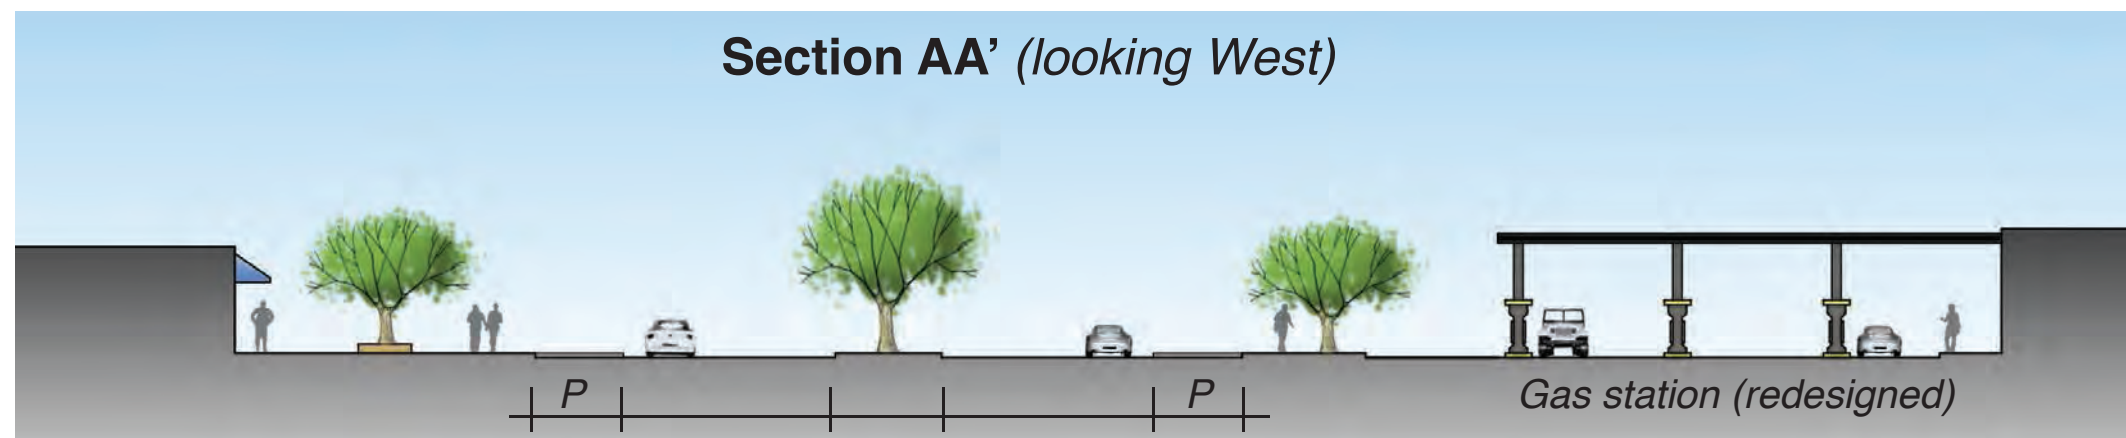 Section AA’ (looking West)
P
P
Gas station (redesigned)